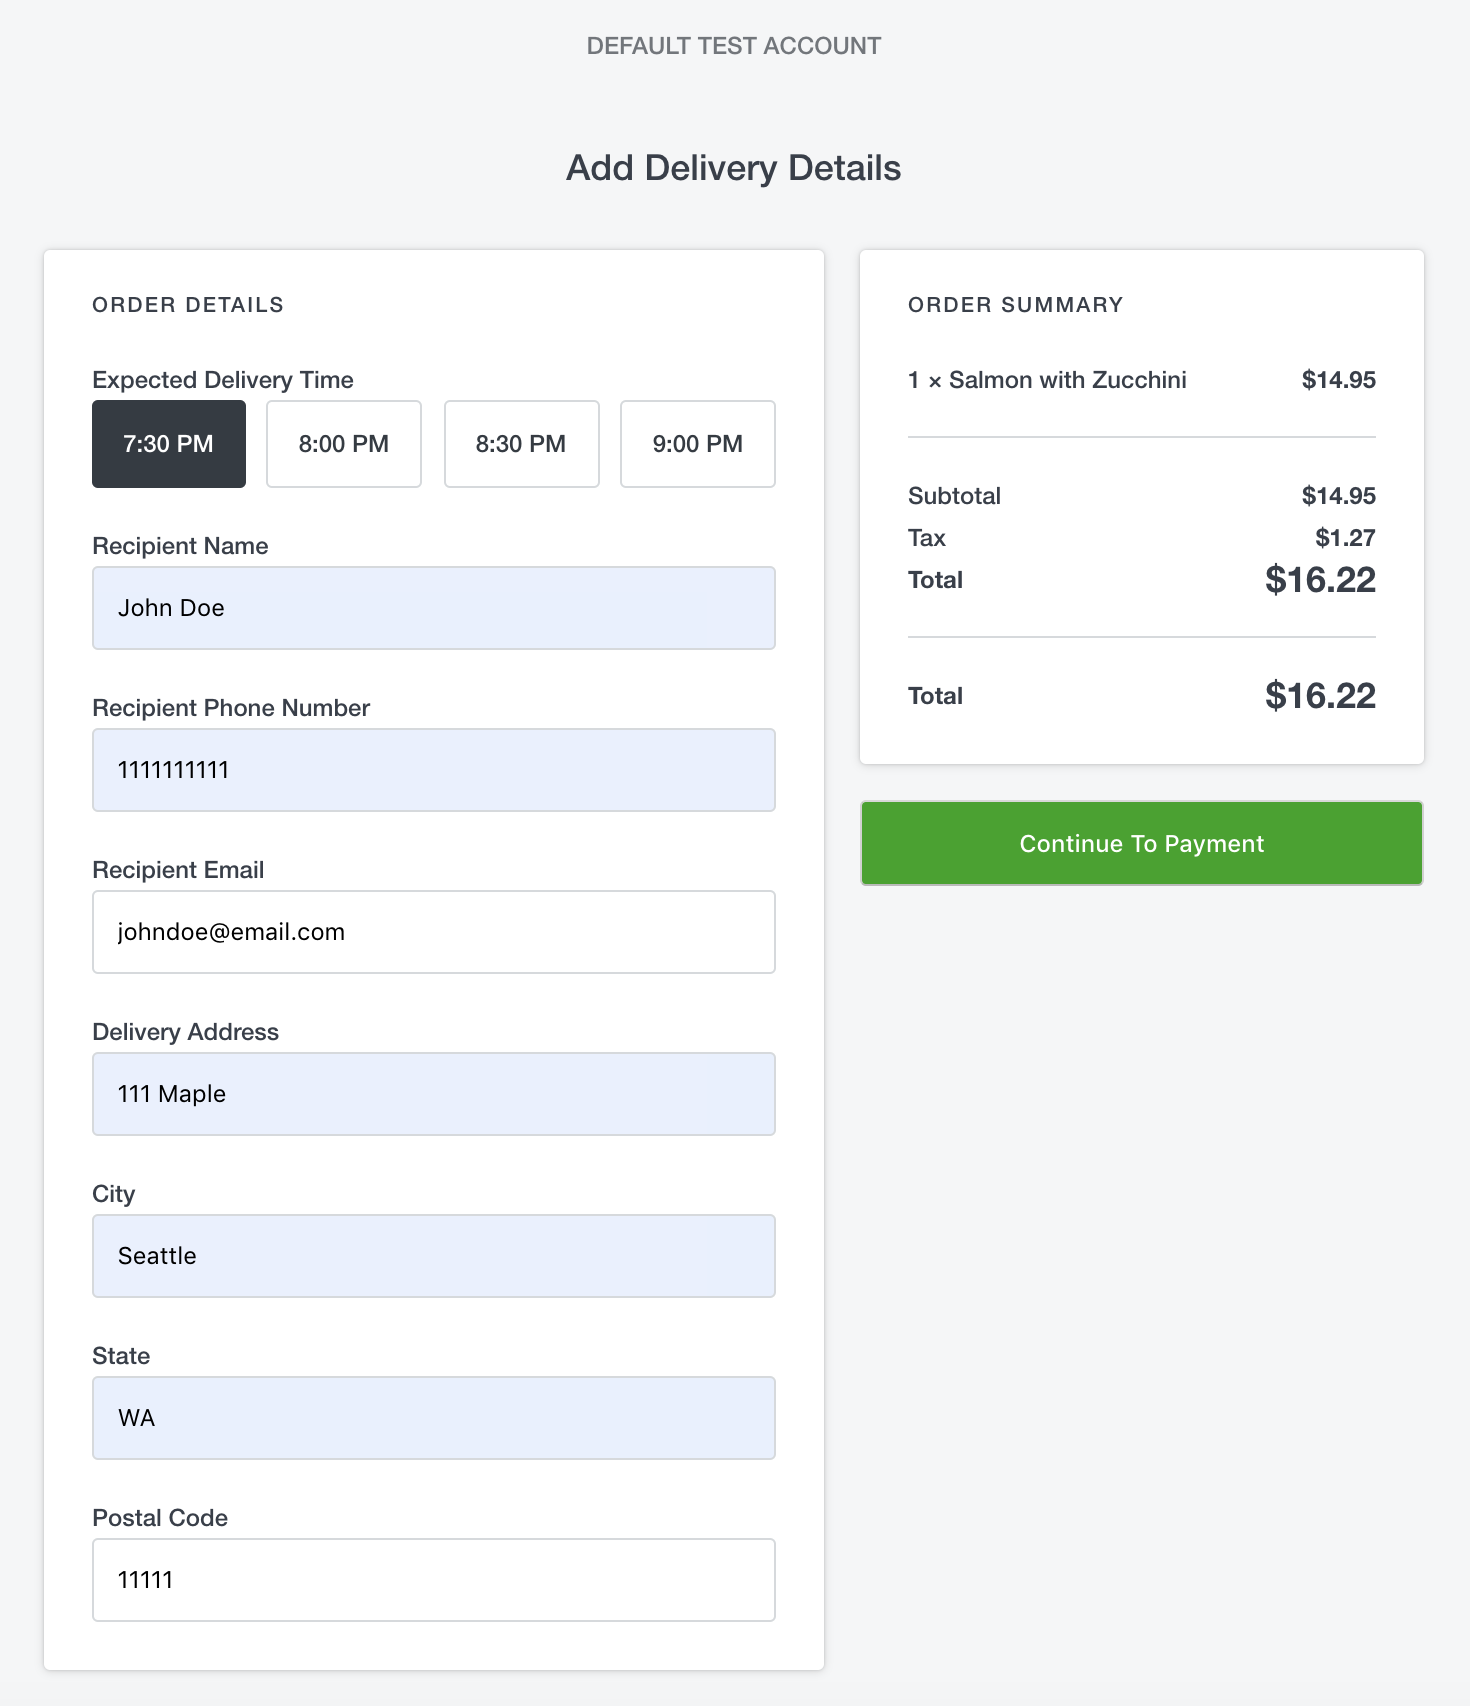 DEFAULT TEST ACCOUNT
Add Delivery Details
ORDER DETAILS
Expected Delivery Time
7:30 PM 8:00 PM 8:30 PM 9:00 PM
Recipient Name
John Doe
Recipient Phone Number
1111111111
Recipient Email
johndoe@email.com
Delivery Address
111 Maple
City
Seattle
State
WA
Postal Code
11111
ORDER SUMMARY
1 × Salmon with Zucchini $14.95
Subtotal $14.95
Tax $1.27
Total $16.22
Total $16.22
Continue To Payment